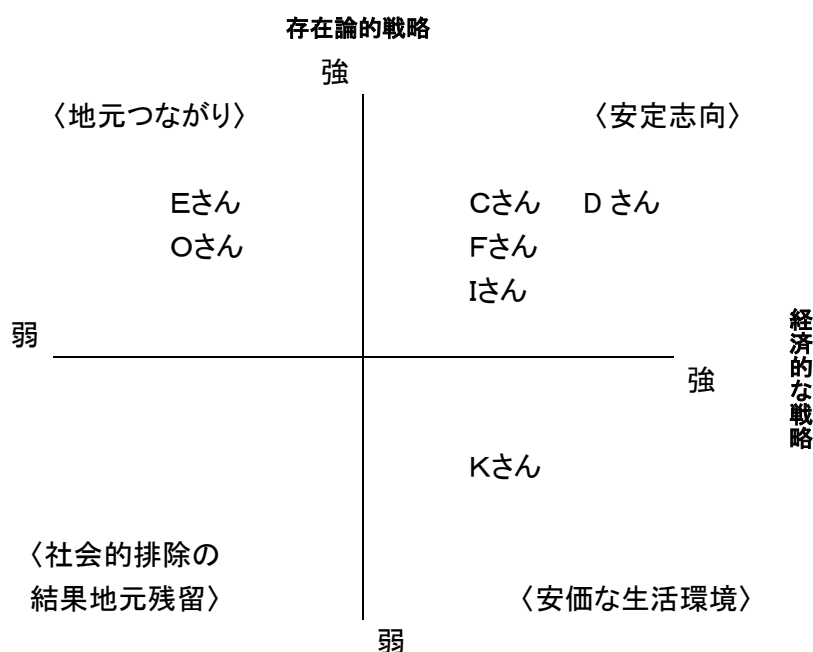 存在論的戦略
強
〈地元つながり〉 〈安定志向〉
Eさん Cさん Dさん
Oさん Fさん
Iさん
弱
強
経済的な戦略
Kさん
〈社会的排除の
結果地元残留〉 〈安価な生活環境〉
弱